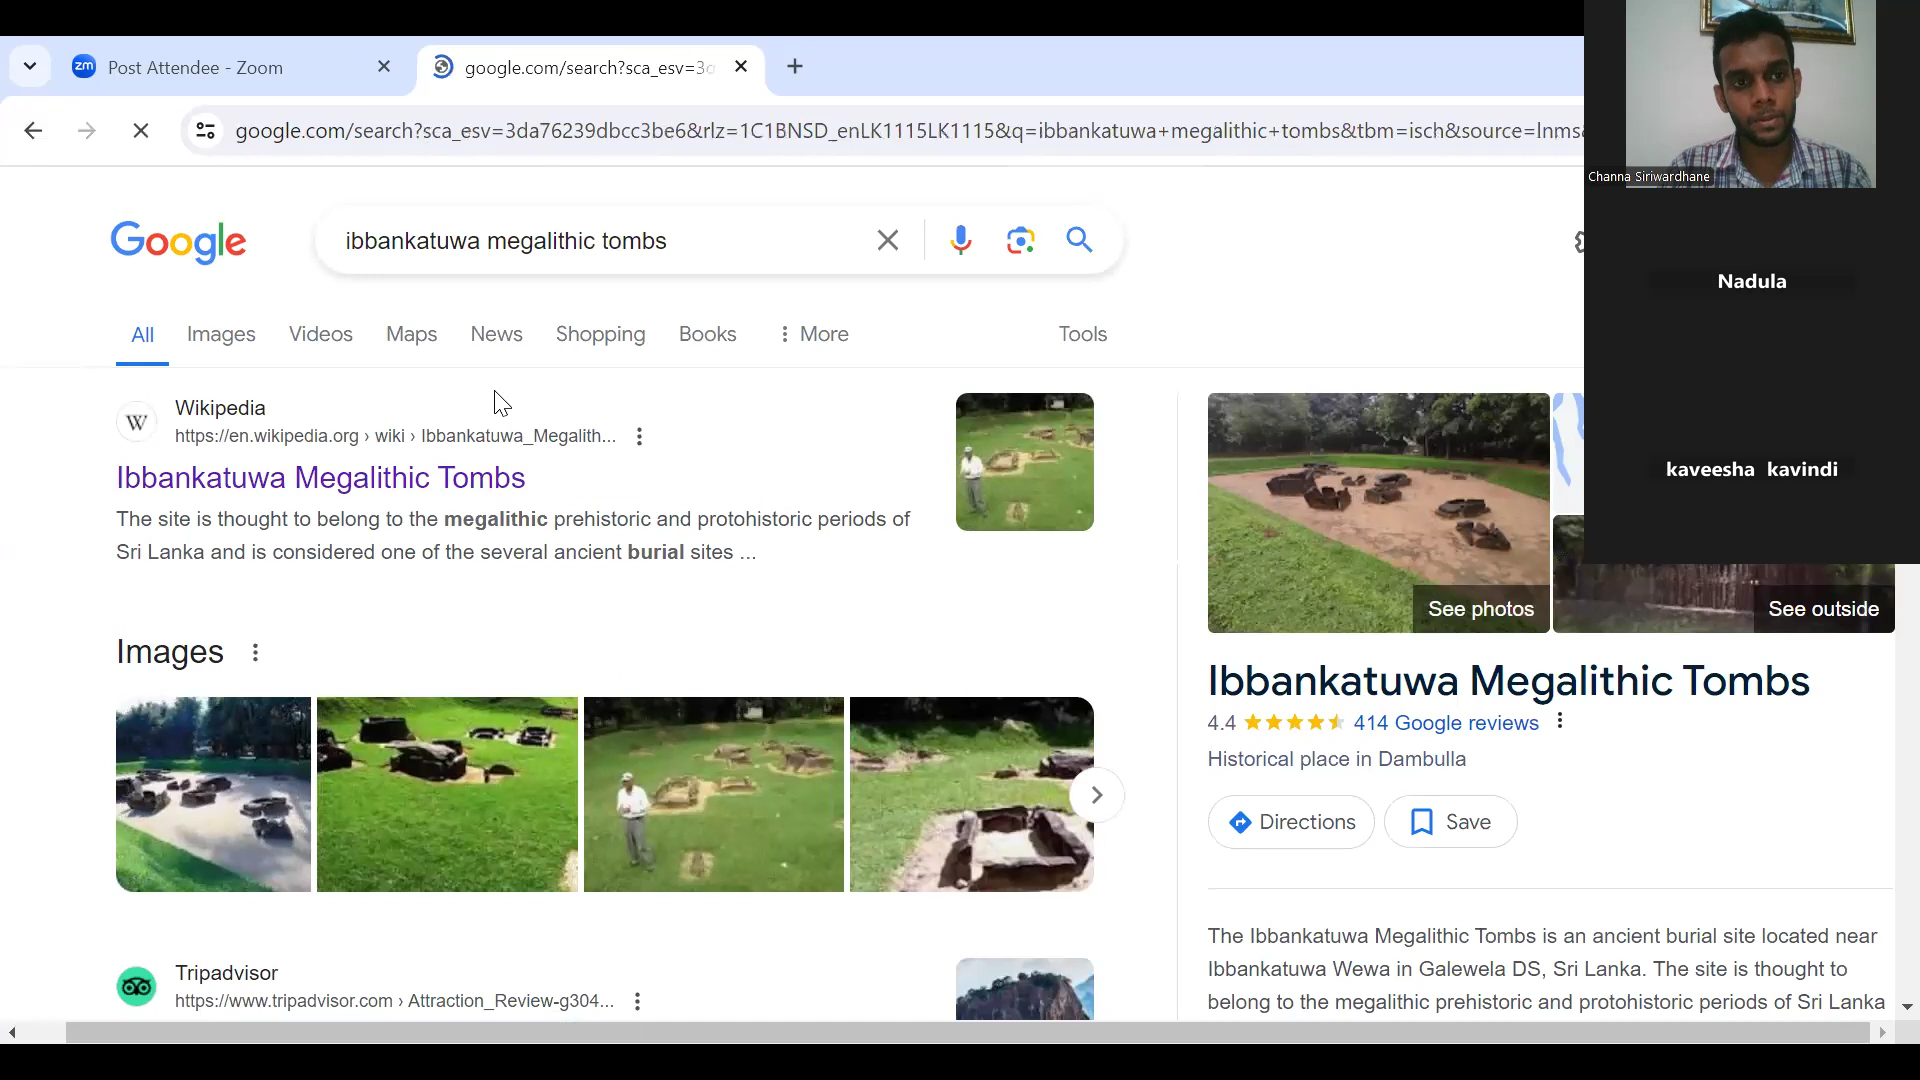 Post Attendee - Zoom
google.com/search?sca_esv=3d
google.com/search?sca_esv=3da76239dbcc3be6&rlz=1C1BNSD_enLK1115LK1115&q=ibbankatuwa+megalithic+tombs&tbm=isch&source=lnms
Channa Siriwardhane
Google
ibbankatuwa megalithic tombs
Nadula
All Images Videos Maps News Shopping Books More Tools
Wikipedia
https://en.wikipedia.org › wiki › Ibbankatuwa_Megalith...
Ibbankatuwa Megalithic Tombs
The site is thought to belong to the megalithic prehistoric and protohistoric periods of
Sri Lanka and is considered one of the several ancient burial sites ...
kaveesha kavindi
See photos
See outside
Images
Ibbankatuwa Megalithic Tombs
4.4 414 Google reviews
Historical place in Dambulla
Directions Save
The Ibbankatuwa Megalithic Tombs is an ancient burial site located near
Ibbankatuwa Wewa in Galewela DS, Sri Lanka. The site is thought to
belong to the megalithic prehistoric and protohistoric periods of Sri Lanka
Tripadvisor
https://www.tripadvisor.com › Attraction_Review-g304...
zm
W